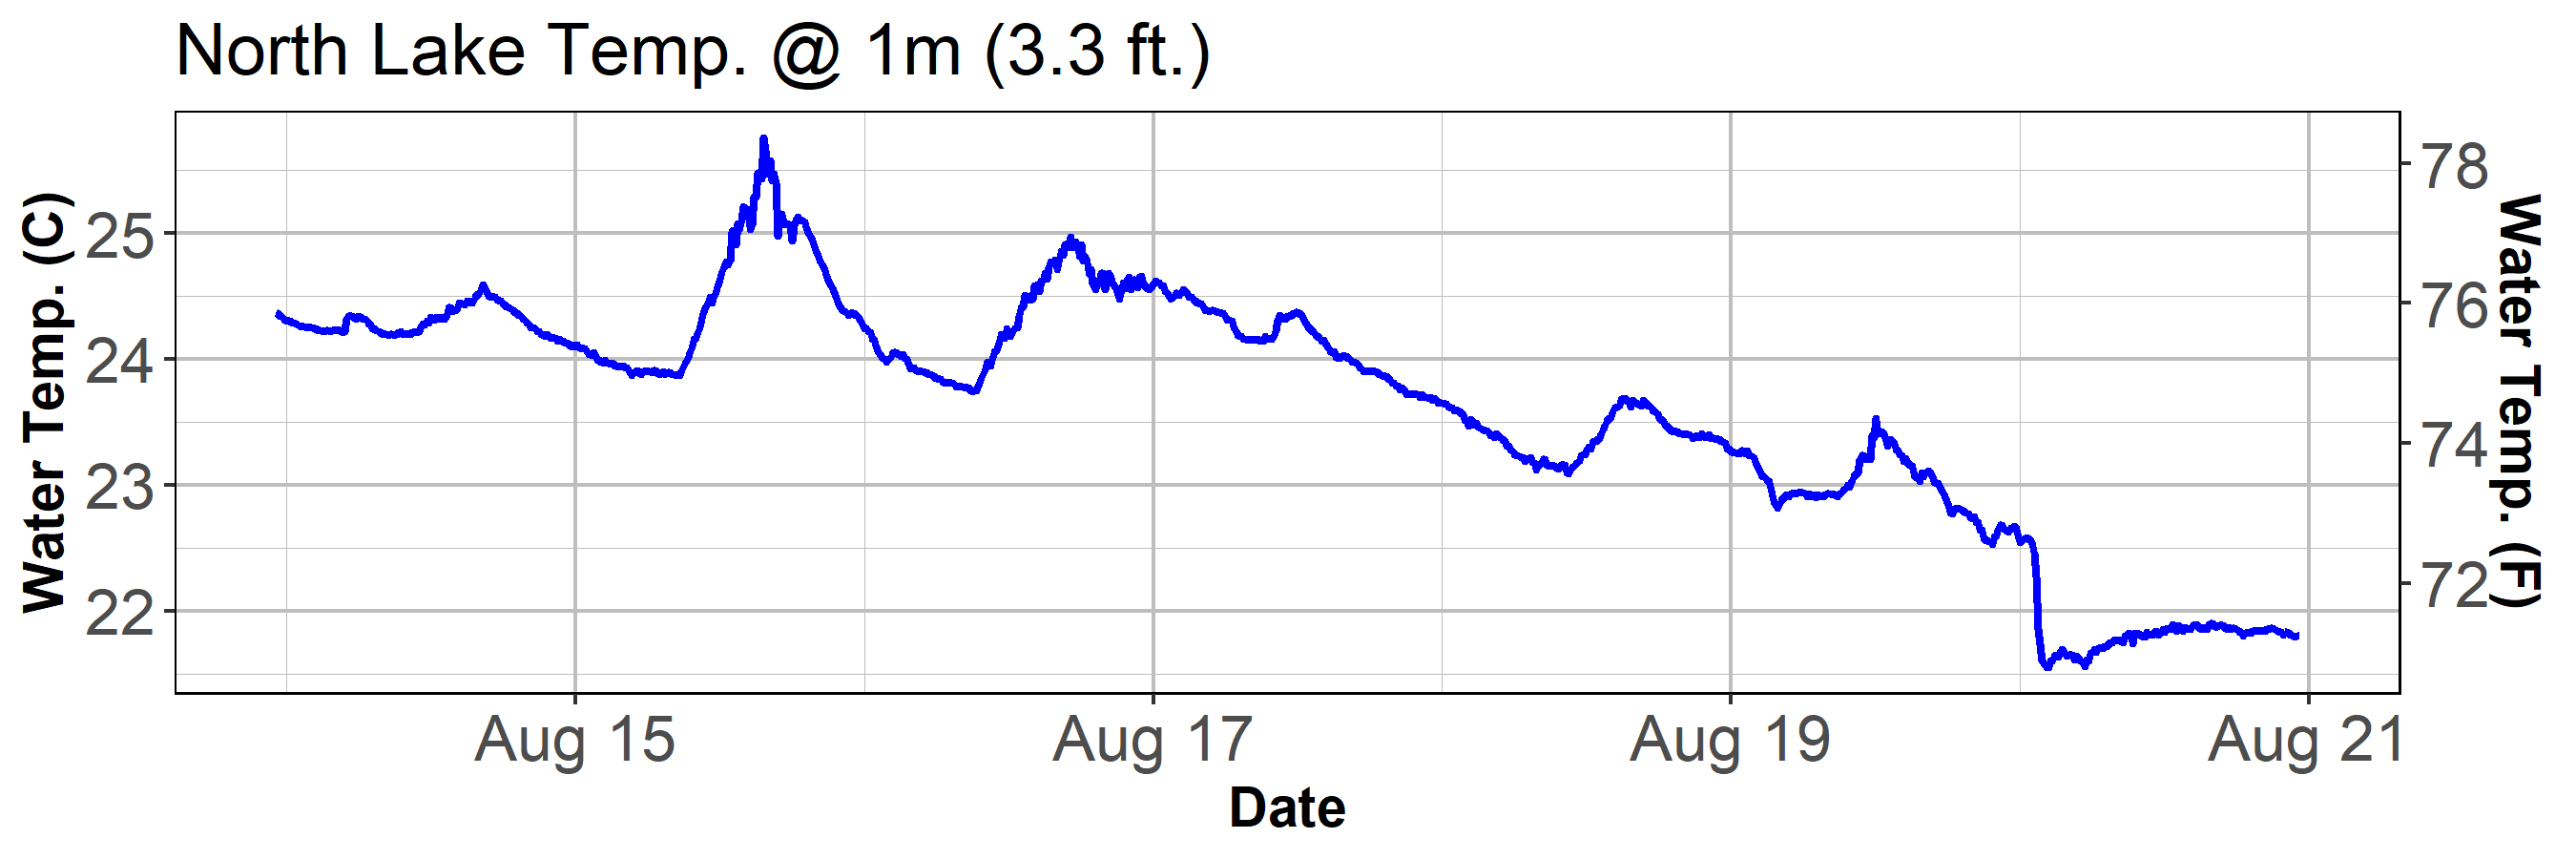 North Lake Temp. @ 1m (3.3 ft.)
Water Temp. (C)
25
24
23
22
78
76
74
72
Water Temp. (F)
Aug 15
Aug 17
Aug 19
Aug 21
Date